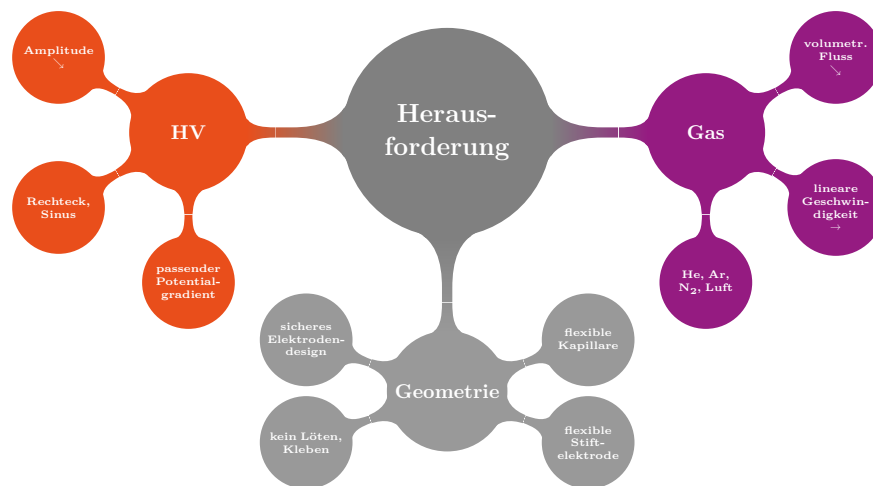 Heraus-
forderung
HV
Amplitude
↘
Rechteck,
Sinus
passender
Potential-
gradient
Geometrie
sicheres
Elektroden-
design
kein Löten,
Kleben
flexible
Kapillare
flexible
Stift-
elektrode
Gas
volumetr.
Fluss
↘
lineare
Geschwin-
digkeit
→
He, Ar,
N₂, Luft